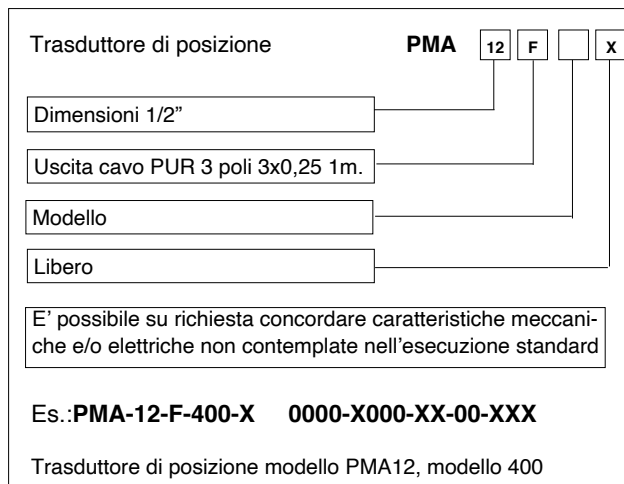 Trasduttore di posizione PMA 12 F X
Dimensioni 1/2”
Uscita cavo PUR 3 poli 3x0,25 1m.
Modello
Libero
E’ possibile su richiesta concordare caratteristiche meccani-
che e/o elettriche non contemplate nell’esecuzione standard
Es.:PMA-12-F-400-X 0000-X000-XX-00-XXX
Trasduttore di posizione modello PMA12, modello 400